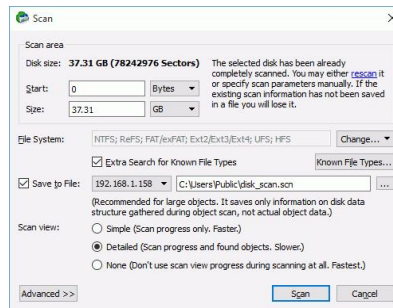 Scan
Scan area
Disk size: 37.31 GB (78242976 Sectors)
The selected disk has been already
completely scanned. You may either rescan it
or specify scan parameters manually. If the
existing scan information has not been saved
in a file you will lose it.
Start: 0 Bytes
Size: 37.31 GB
File System: NTFS; ReFS; FAT/exFAT; Ext2/Ext3/Ext4; UFS; HFS Change...
Extra Search for Known File Types Known File Types...
Save to File: 192.168.1.158 C:\Users\Public\disk_scan.scn ...
(Recommended for large objects. It saves only information on disk data
structure gathered during object scan, not actual object data.)
Scan view: Simple (Scan progress only. Faster.)
Detailed (Scan progress and found objects. Slower.)
None (Don't use scan view progress during scanning at all. Fastest.)
Advanced >> Scan Cancel